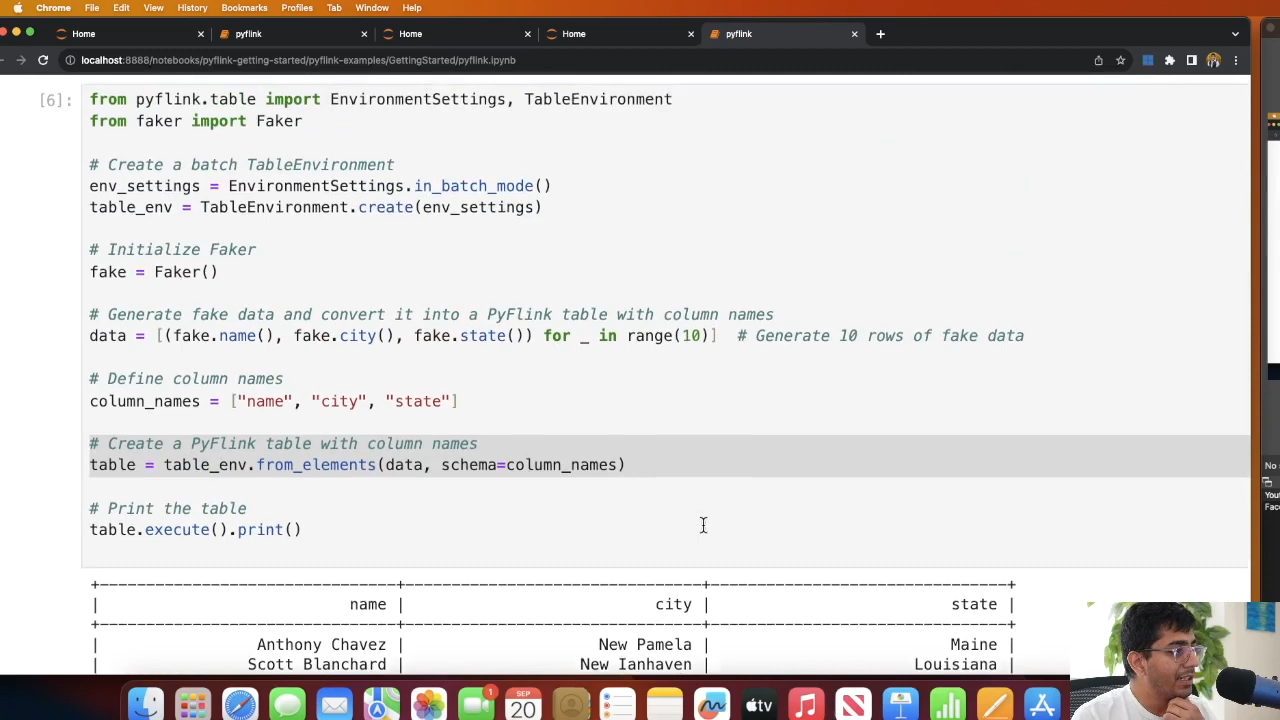 Chrome File Edit View History Bookmarks Profiles Tab Window Help
Home pyflink Home Home pyflink
localhost:8888/notebooks/pyflink-getting-started/pyflink-examples/GettingStarted/pyflink.ipynb
[6]: from pyflink.table import EnvironmentSettings, TableEnvironment
from faker import Faker
# Create a batch TableEnvironment
env_settings = EnvironmentSettings.in_batch_mode()
table_env = TableEnvironment.create(env_settings)
# Initialize Faker
fake = Faker()
# Generate fake data and convert it into a PyFlink table with column names
data = [(fake.name(), fake.city(), fake.state()) for _ in range(10)] # Generate 10 rows of fake data
# Define column names
column_names = ["name", "city", "state"]
# Create a PyFlink table with column names
table = table_env.from_elements(data, schema=column_names)
# Print the table
table.execute().print()
+--------------------------------+--------------------------------+--------------------------------+
| name | city | state |
+--------------------------------+--------------------------------+--------------------------------+
| Anthony Chavez | New Pamela | Maine |
| Scott Blanchard | New Ianhaven | Louisiana |
No
Yout
Face
1
SEP
20
tv